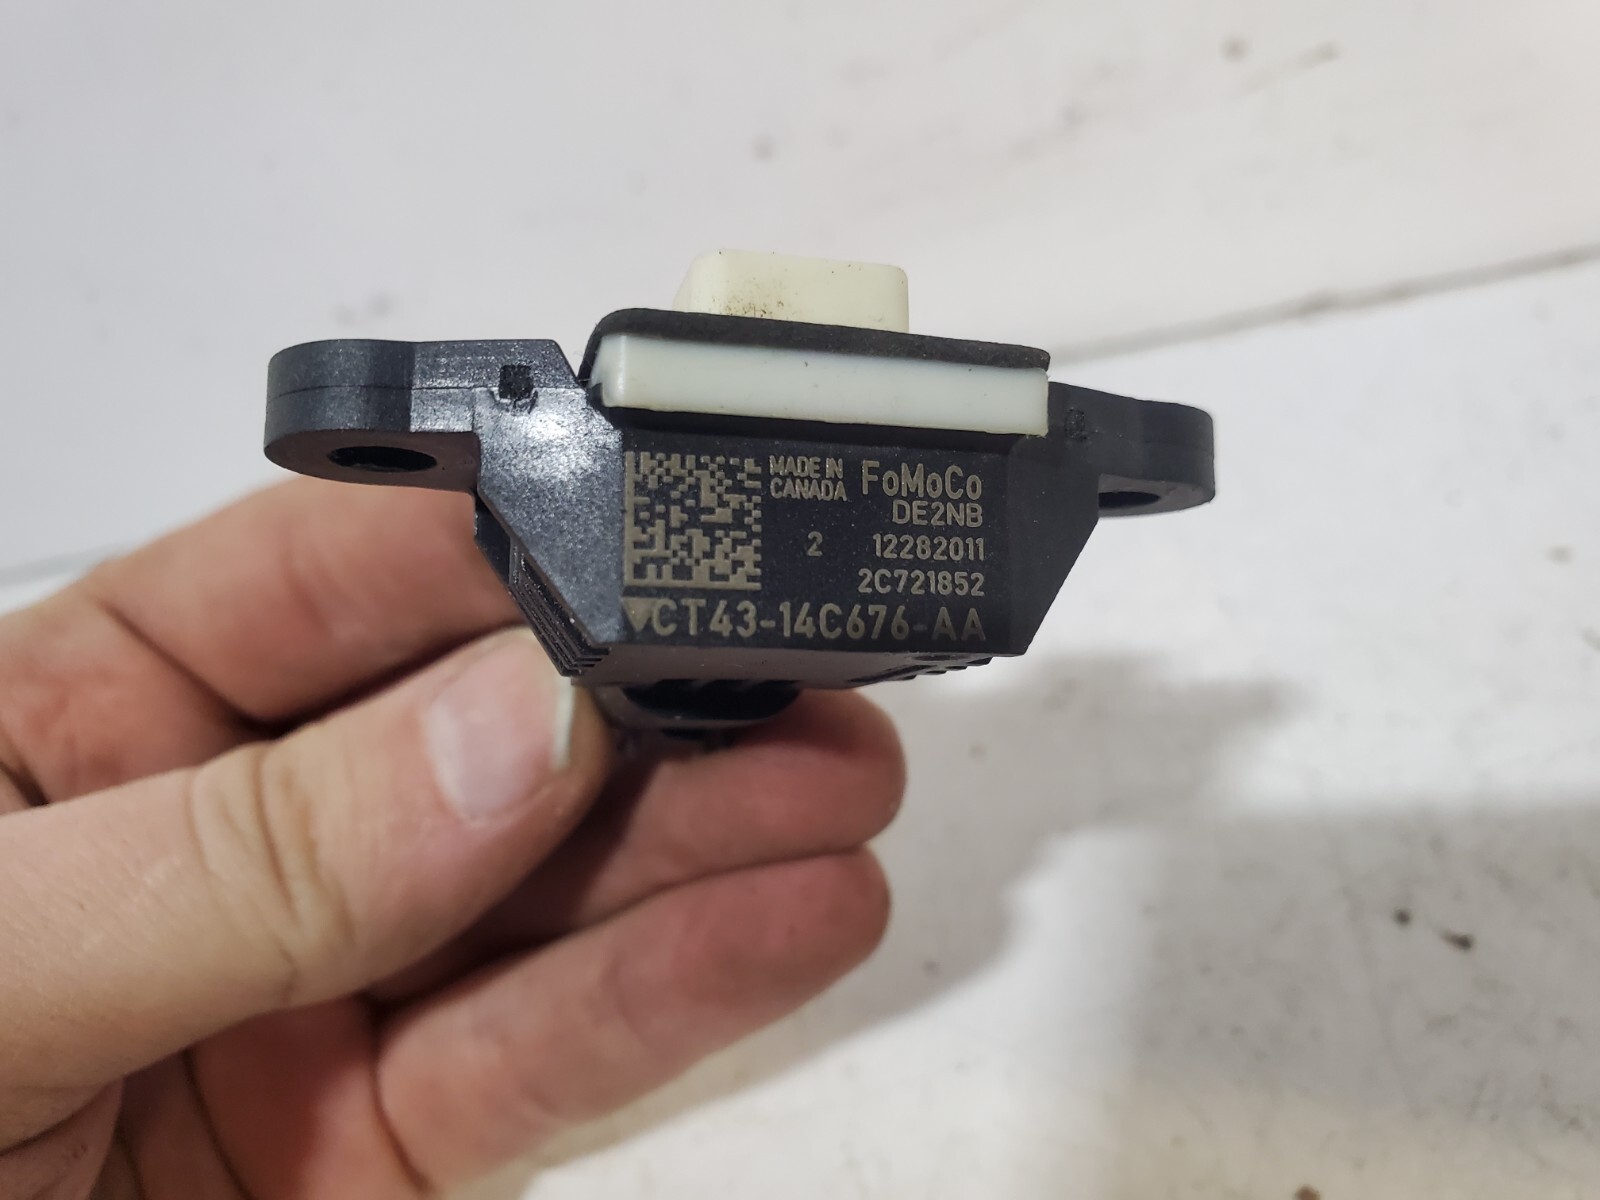 MADE IN
CANADA
FoMoCo
DE2NB
2 12282011
2C721852
CT43-14C676-AA